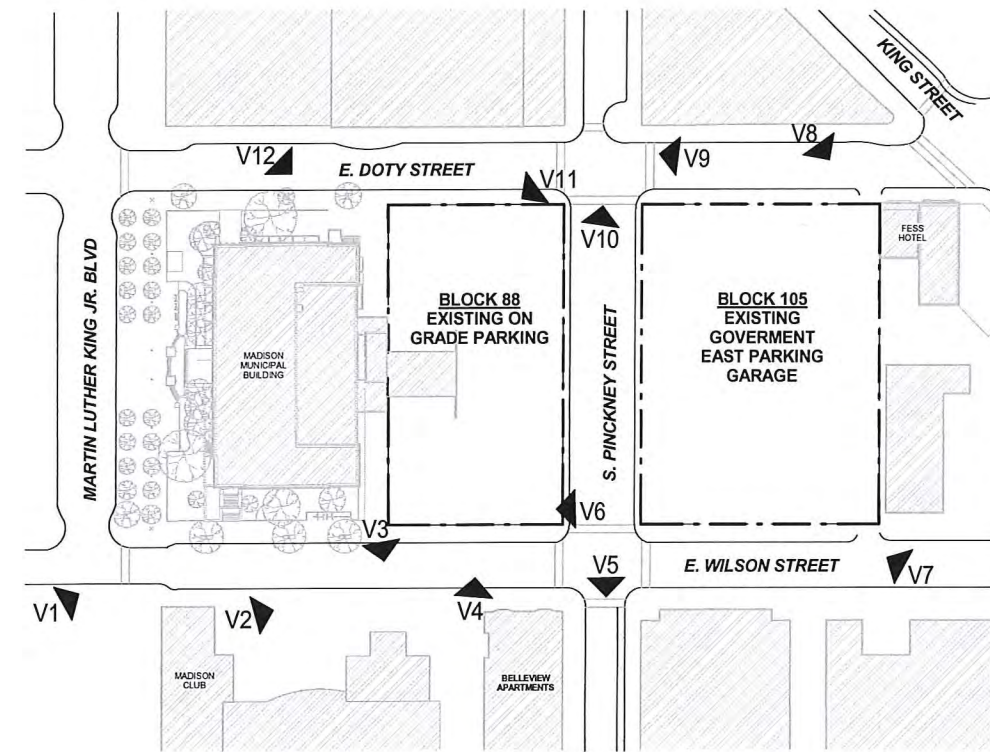 KING STREET
V12
E. DOTY STREET
V9
V8
V11
V10
MARTIN LUTHER KING JR. BLVD
MADISON
MUNICIPAL
BUILDING
BLOCK 88
EXISTING ON
GRADE PARKING
S. PINCKNEY STREET
BLOCK 105
EXISTING
GOVERMENT
EAST PARKING
GARAGE
FESS
HOTEL
V3
V6
V5
E. WILSON STREET
V7
V1
V2
V4
MADISON
CLUB
BELLEVIEW
APARTMENTS